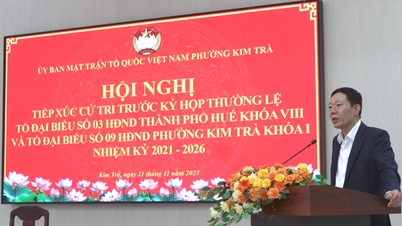 ỦY BAN MẶT TRẬN TỔ QUỐC VIỆT NAM PHƯỜNG KIM TRÀ
HỘI NGHỊ
TIẾP XÚC CỬ TRI TRƯỚC KỲ HỌP THƯỜNG LỆ
TỔ ĐẠI BIỂU SỐ 03 HĐND THÀNH PHỐ HUẾ KHÓA VIII
VÀ TỔ ĐẠI BIỂU SỐ 09 HĐND PHƯỜNG KIM TRÀ KHÓA I
NHIỆM KỲ 2021 - 2026
Kim Trà, ngày 21 tháng 11 năm 2025